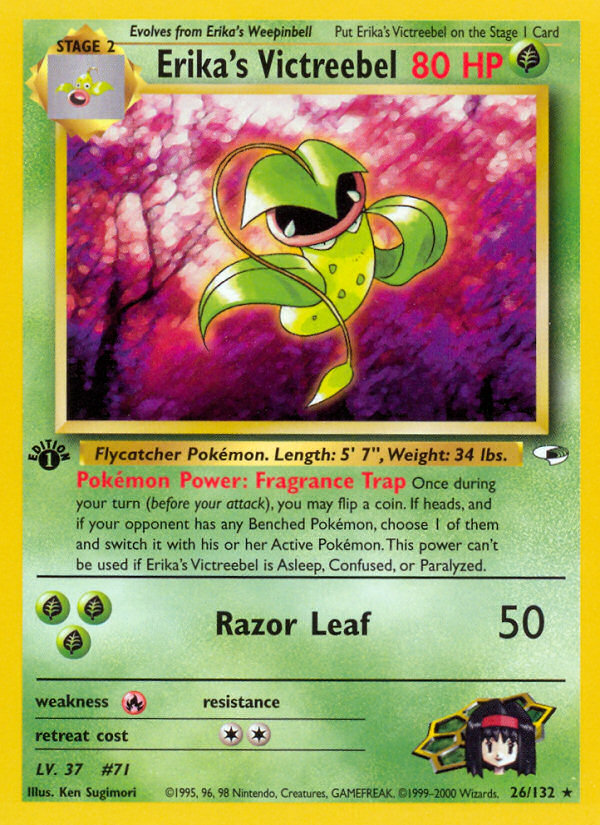 Evolves from Erika's Weepinbell Put Erika's Victreebel on the Stage 1 Card
STAGE 2
Erika's Victreebel 80 HP
EDITION
1
Flycatcher Pokémon. Length: 5' 7", Weight: 34 lbs.
Pokémon Power: Fragrance Trap Once during
your turn (before your attack), you may flip a coin. If heads, and
if your opponent has any Benched Pokémon, choose 1 of them
and switch it with his or her Active Pokémon. This power can't
be used if Erika's Victreebel is Asleep, Confused, or Paralyzed.
Razor Leaf 50
weakness resistance
retreat cost
LV. 37 #71
Illus. Ken Sugimori ©1995, 96, 98 Nintendo, Creatures, GAMEFREAK. ©1999-2000 Wizards. 26/132 ★